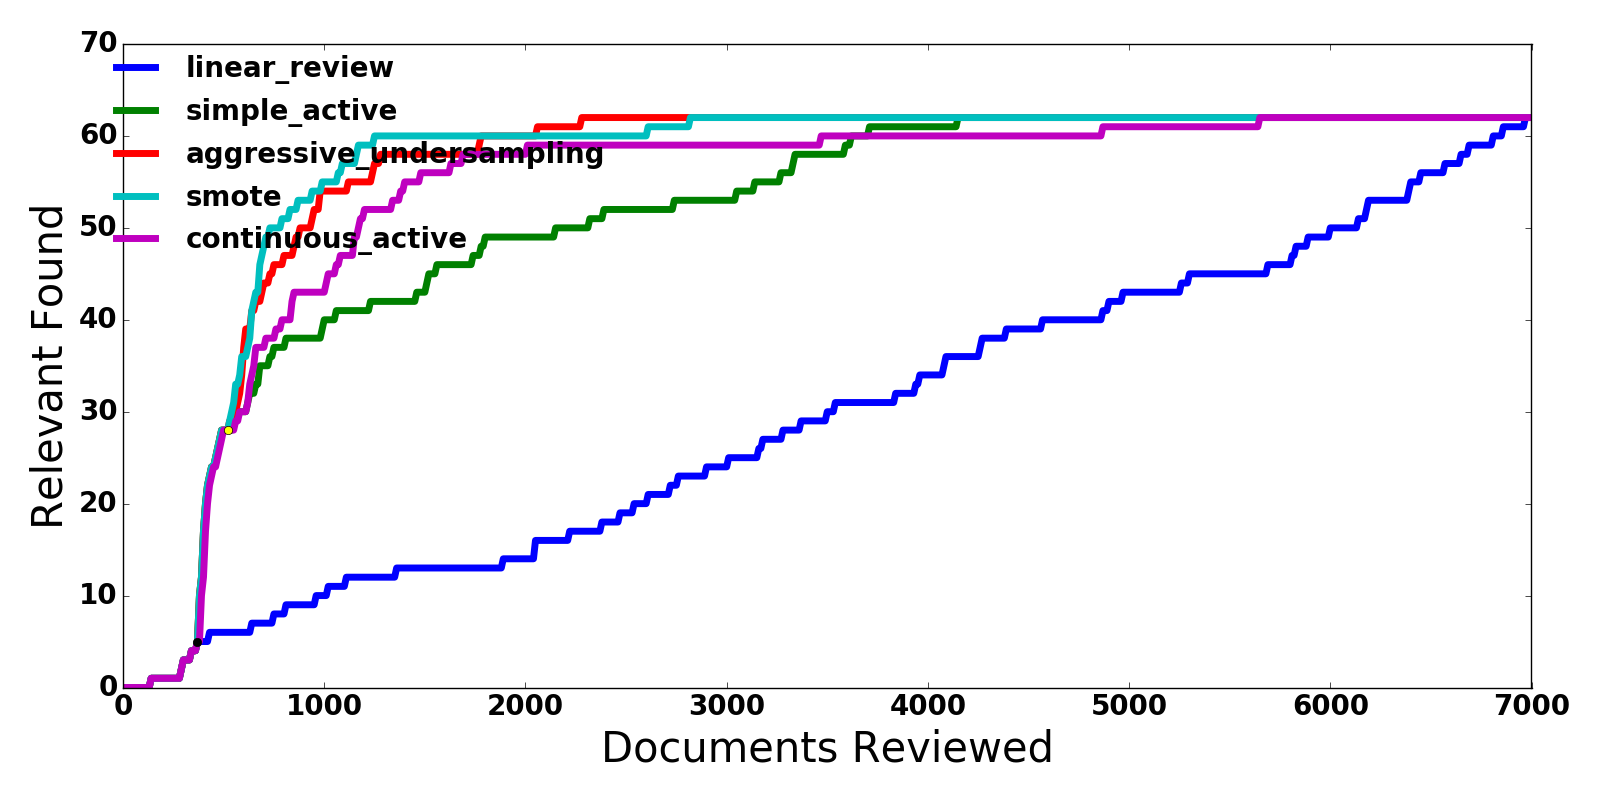 70
60
50
40
30
20
10
0
linear_review
simple_active
aggressive_undersampling
smote
continuous_active
Relevant Found
0 1000 2000 3000 4000 5000 6000 7000
Documents Reviewed